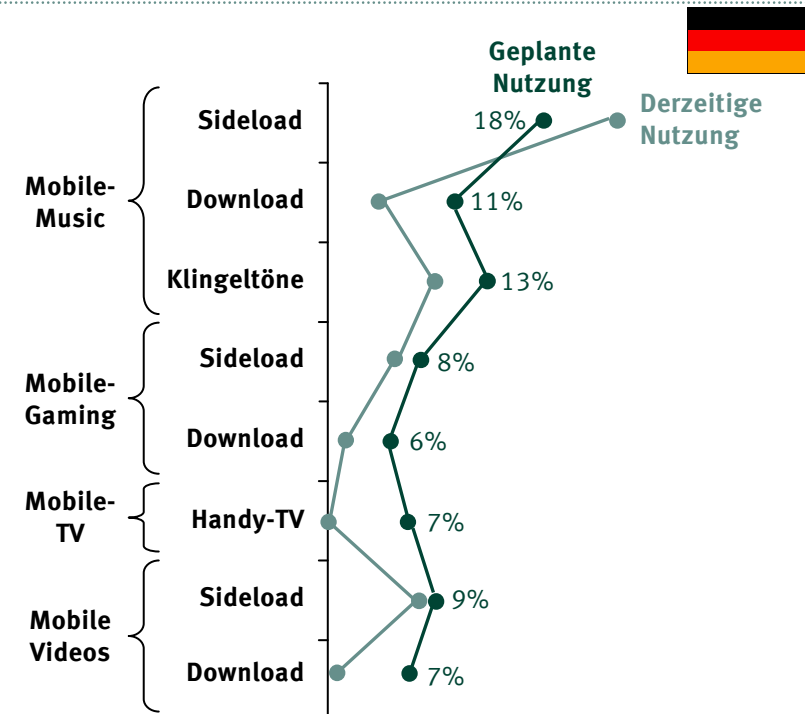 Geplante
Nutzung
Derzeitige
Nutzung
Mobile-
Music
Sideload
18%
Download
11%
Klingeltöne
13%
Mobile-
Gaming
Sideload
8%
Download
6%
Mobile-
TV
Handy-TV
7%
Mobile
Videos
Sideload
9%
Download
7%